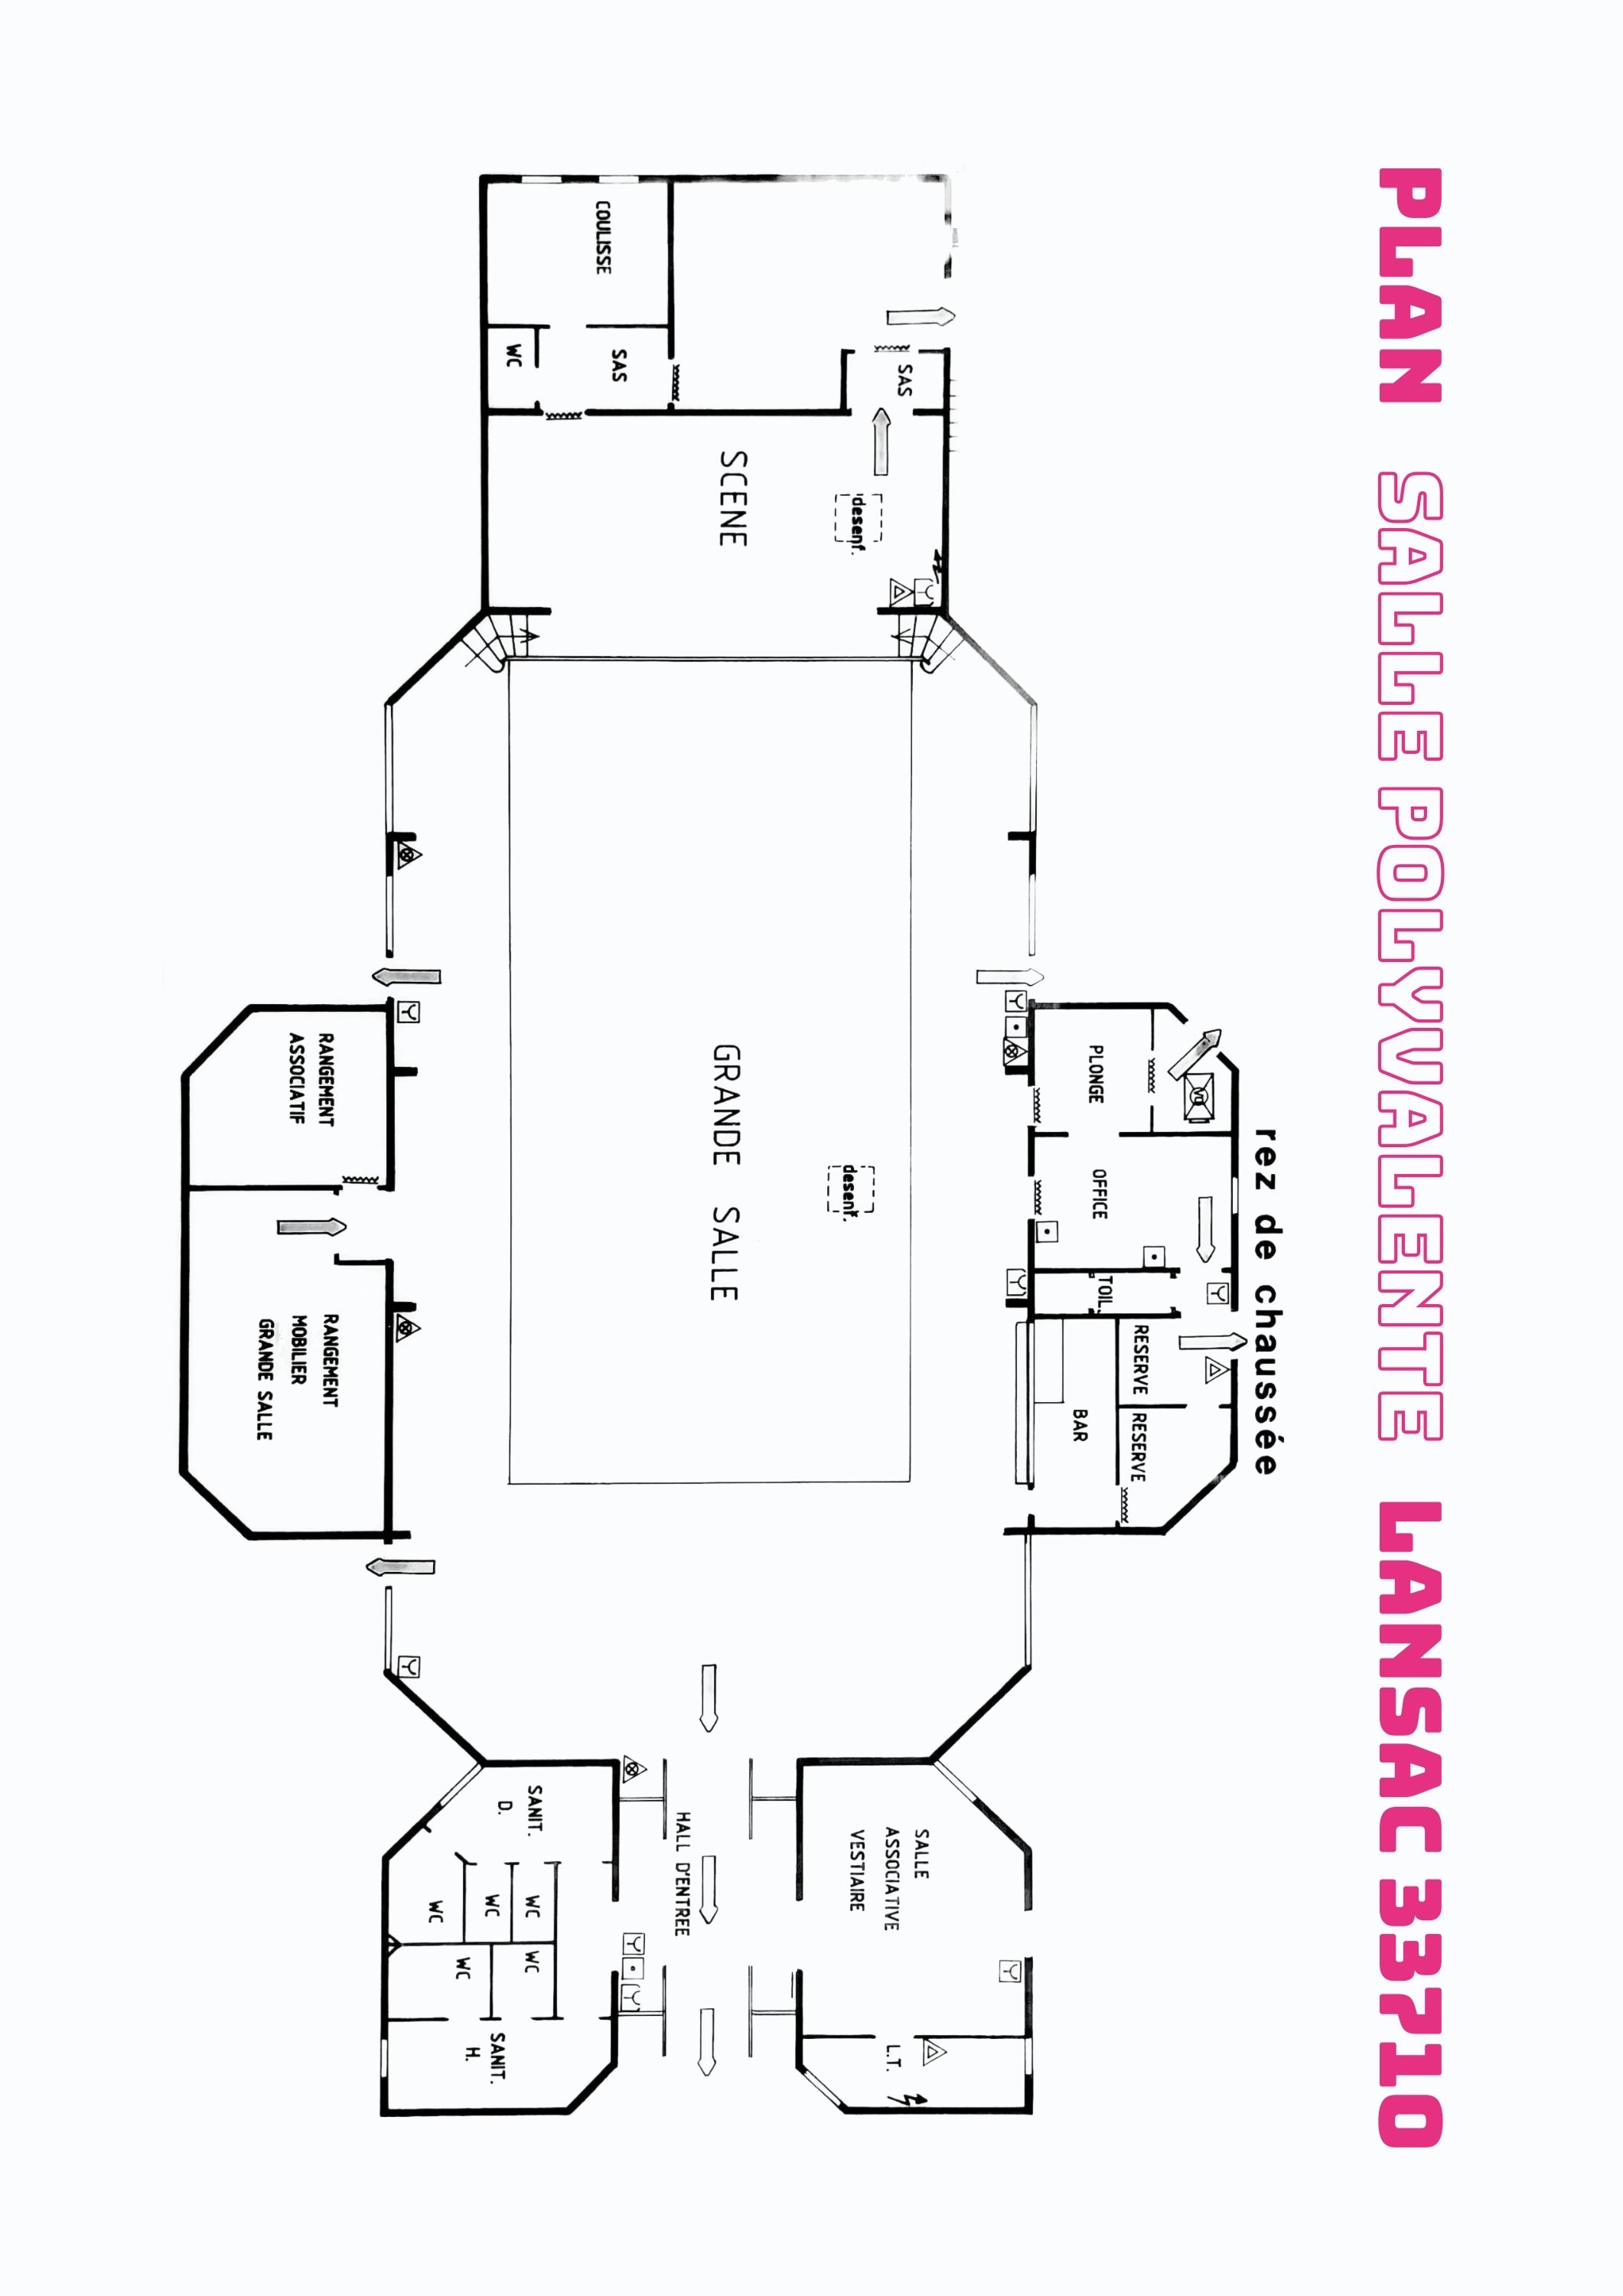 PLAN SALLE POLYVALENTE LANSAC 33710
rez de chaussée
COULISSE
WC
SAS
SAS
SCENE
desenf.
GRANDE SALLE
desenf.
PLONGE
VD
OFFICE
TOIL.
RESERVE
RESERVE
BAR
RANGEMENT
ASSOCIATIF
RANGEMENT
MOBILIER
GRANDE SALLE
HALL D'ENTREE
SALLE
ASSOCIATIVE
VESTIAIRE
L.T.
SANIT.
D.
WC
WC
WC
WC
WC
SANIT.
H.